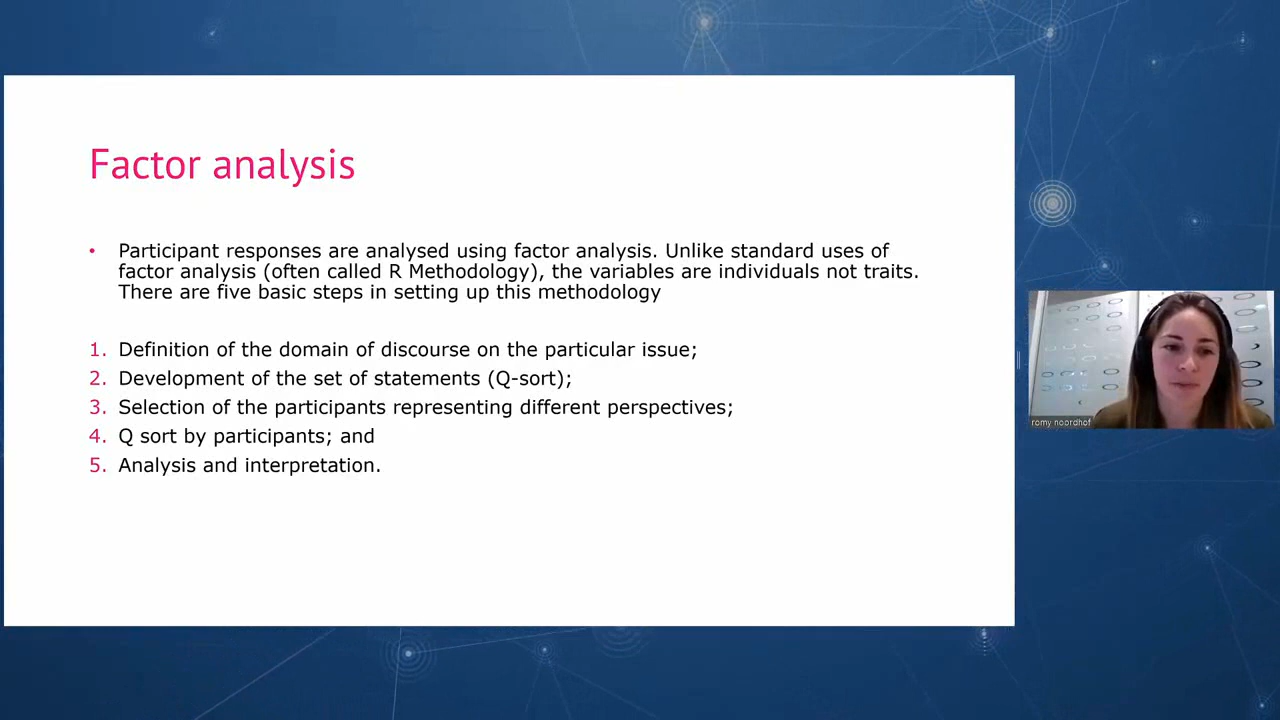 Factor analysis
• Participant responses are analysed using factor analysis. Unlike standard uses of
factor analysis (often called R Methodology), the variables are individuals not traits.
There are five basic steps in setting up this methodology
1. Definition of the domain of discourse on the particular issue;
2. Development of the set of statements (Q-sort);
3. Selection of the participants representing different perspectives;
4. Q sort by participants; and
5. Analysis and interpretation.
romy noordhof